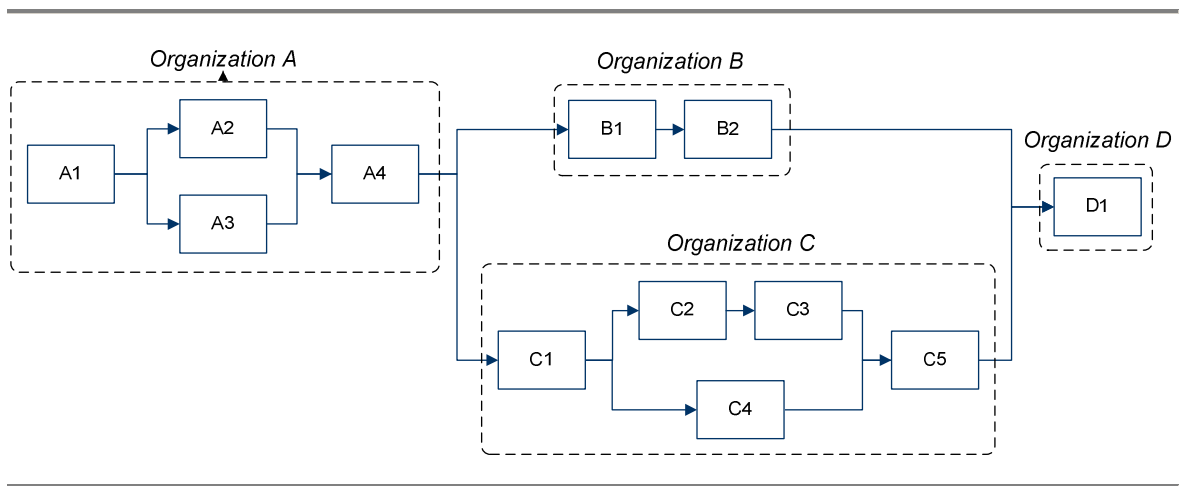 Organization A
A1
A2
A3
A4
Organization B
B1
B2
Organization C
C1
C2
C3
C4
C5
Organization D
D1